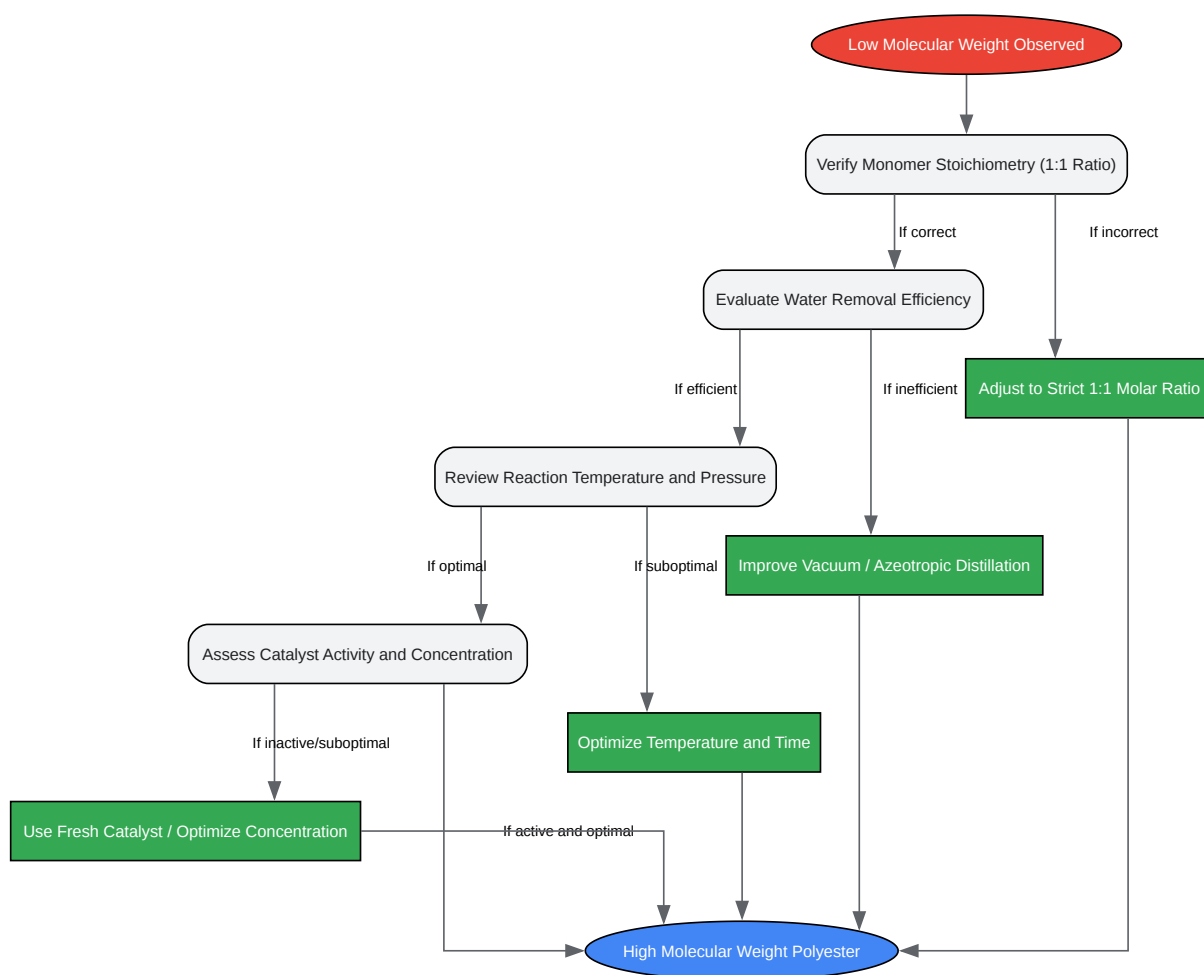 Low Molecular Weight Observed
Verify Monomer Stoichiometry (1:1 Ratio)
If correct
If incorrect
Evaluate Water Removal Efficiency
If efficient
If inefficient
Adjust to Strict 1:1 Molar Ratio
Review Reaction Temperature and Pressure
If optimal
If suboptimal
Improve Vacuum / Azeotropic Distillation
Assess Catalyst Activity and Concentration
If inactive/suboptimal
Optimize Temperature and Time
Use Fresh Catalyst / Optimize Concentration
If active and optimal
High Molecular Weight Polyester